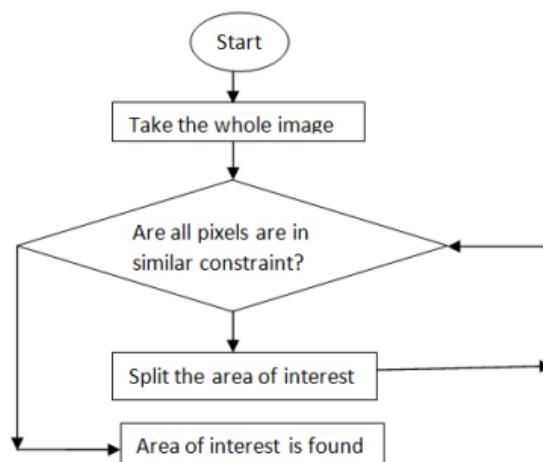 Start
Take the whole image
Are all pixels are in
similar constraint?
Split the area of interest
Area of interest is found